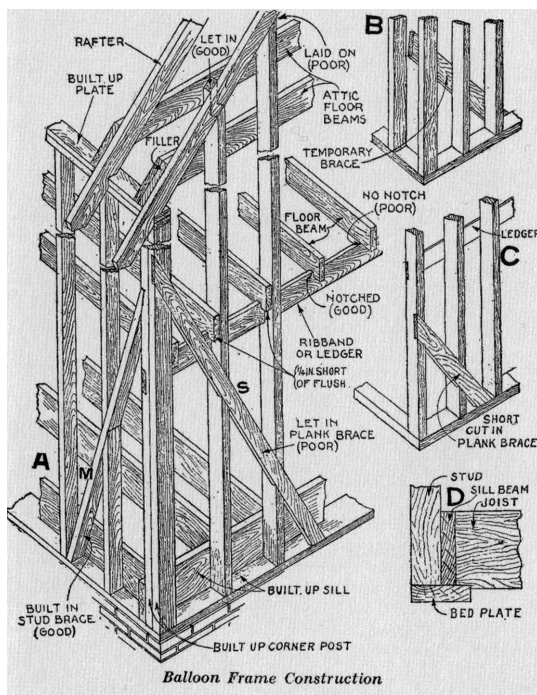 RAFTER
LET IN
(GOOD)
LAID ON
(POOR)
B
BUILT UP
PLATE
ATTIC
FLOOR
BEAMS
FILLER
TEMPORARY
BRACE
NO NOTCH
(POOR)
FLOOR
BEAM
LEDGER
C
NOTCHED
(GOOD)
RIBBAND
OR LEDGER
SHORT
OF FLUSH
S
LET IN
PLANK BRACE
(POOR)
SHORT
CUT IN
PLANK BRACE
A
M
STUD
D
SILL BEAM
JOIST
BUILT UP SILL
BED PLATE
BUILT IN
STUD BRACE
(GOOD)
BUILT UP CORNER POST
Balloon Frame Construction